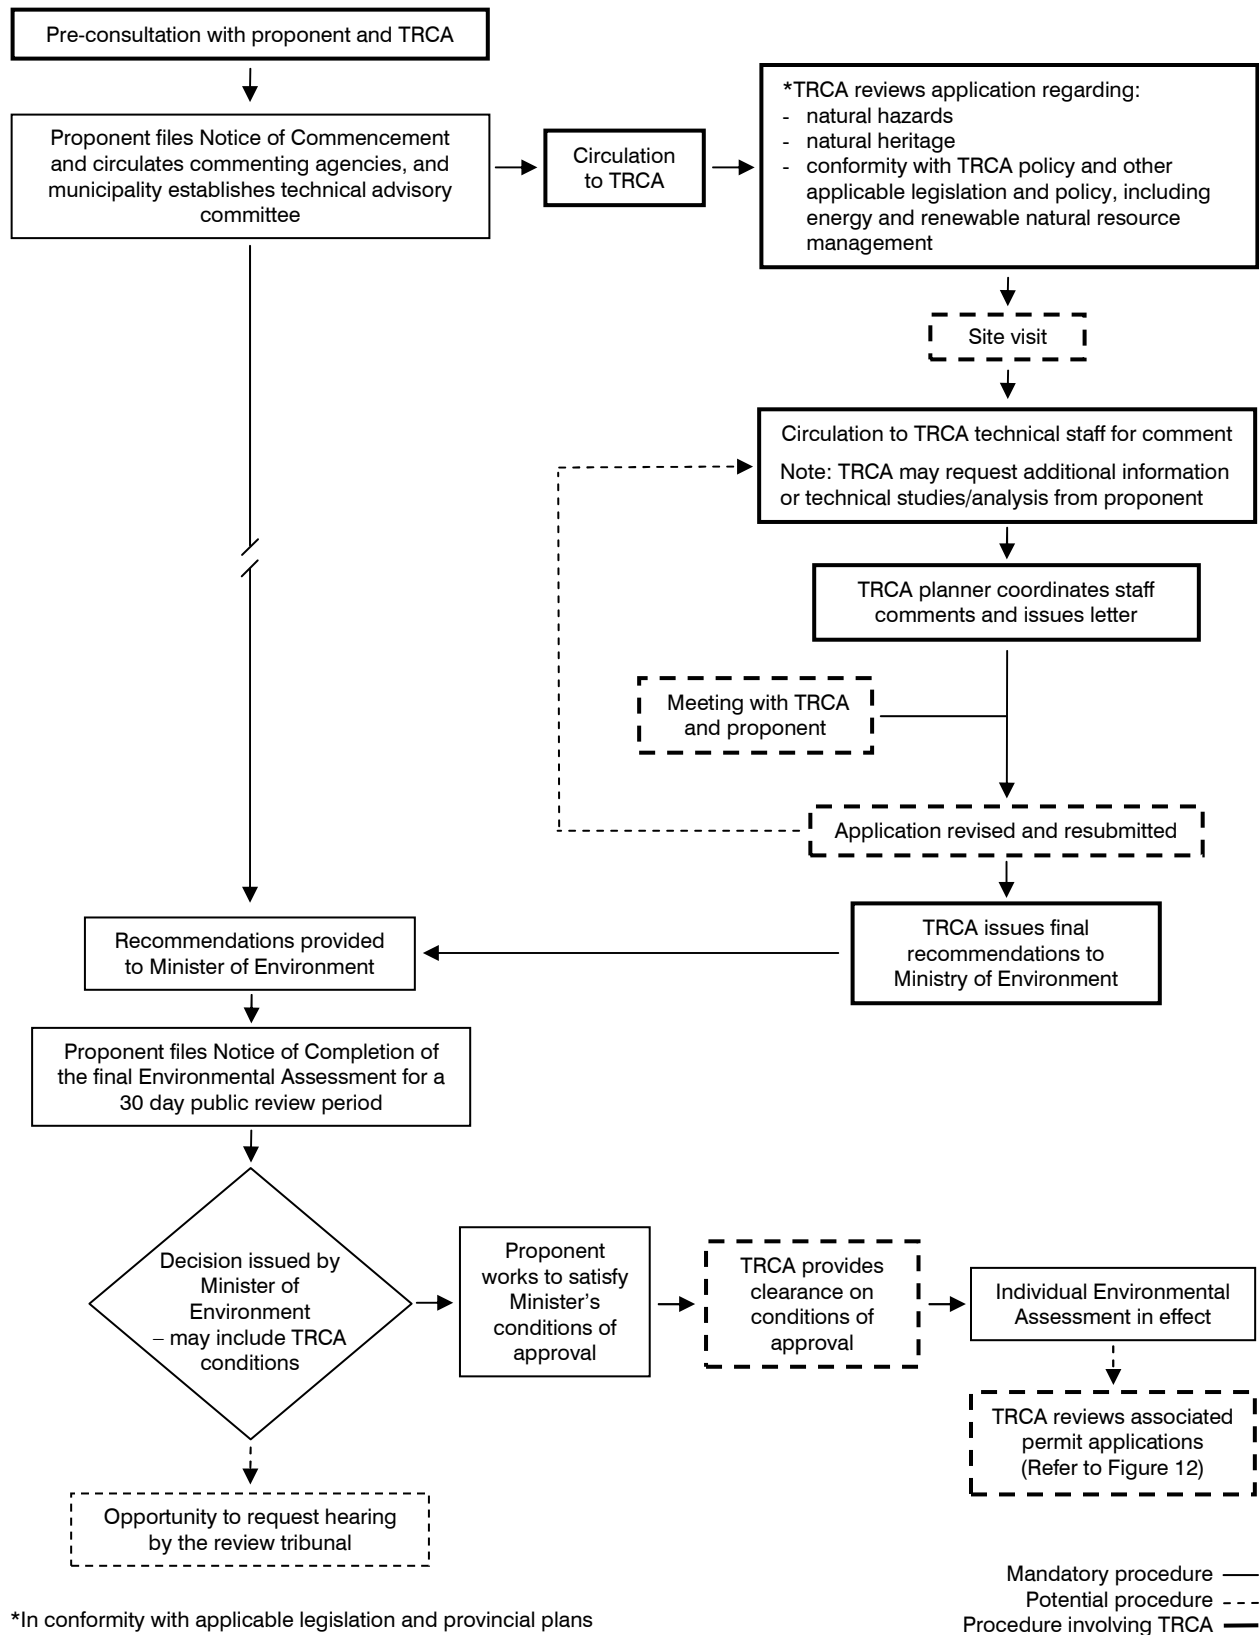 Pre-consultation with proponent and TRCA
Proponent files Notice of Commencement
and circulates commenting agencies, and
municipality establishes technical advisory
committee
Circulation
to TRCA
*TRCA reviews application regarding:
- natural hazards
- natural heritage
- conformity with TRCA policy and other
applicable legislation and policy, including
energy and renewable natural resource
management
Site visit
Circulation to TRCA technical staff for comment
Note: TRCA may request additional information
or technical studies/analysis from proponent
TRCA planner coordinates staff
comments and issues letter
Meeting with TRCA
and proponent
Application revised and resubmitted
TRCA issues final
recommendations to
Ministry of Environment
Recommendations provided
to Minister of Environment
Proponent files Notice of Completion of
the final Environmental Assessment for a
30 day public review period
Decision issued by
Minister of
Environment
– may include TRCA
conditions
Proponent
works to satisfy
Minister’s
conditions of
approval
TRCA provides
clearance on
conditions of
approval
Individual Environmental
Assessment in effect
TRCA reviews associated
permit applications
(Refer to Figure 12)
Opportunity to request hearing
by the review tribunal
Mandatory procedure
Potential procedure
Procedure involving TRCA
*In conformity with applicable legislation and provincial plans